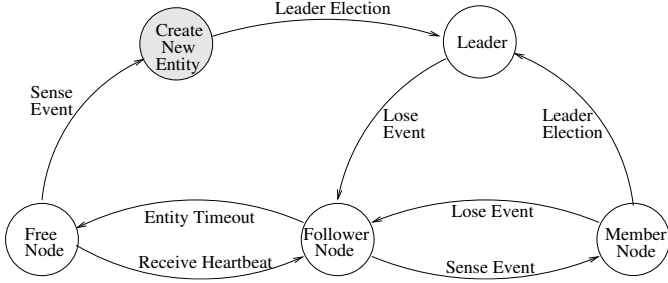 Leader Election
Create
New
Entity
Leader
Sense
Event
Lose
Event
Leader
Election
Entity Timeout
Lose Event
Free
Node
Follower
Node
Member
Node
Receive Heartbeat
Sense Event